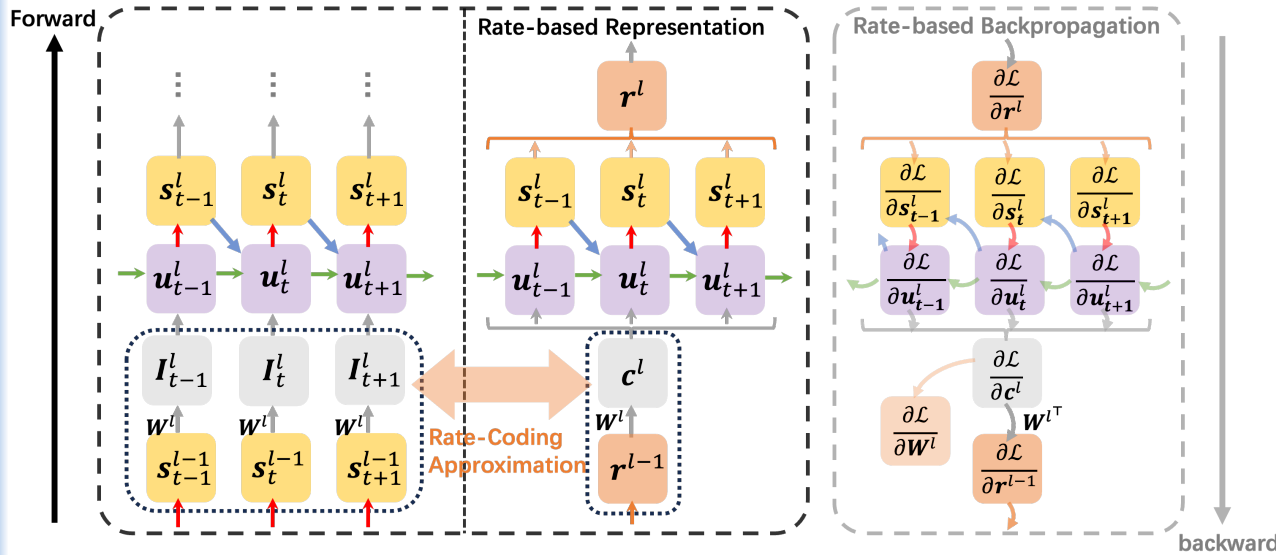 Forward
Rate-based Representation
Rate-based Backpropagation
⋮ ⋮ ⋮
r^l
∂ℒ/∂r^l
s^l_{t-1} s^l_t s^l_{t+1}
s^l_{t-1} s^l_t s^l_{t+1}
∂ℒ/∂s^l_{t-1} ∂ℒ/∂s^l_t ∂ℒ/∂s^l_{t+1}
u^l_{t-1} u^l_t u^l_{t+1}
u^l_{t-1} u^l_t u^l_{t+1}
∂ℒ/∂u^l_{t-1} ∂ℒ/∂u^l_t ∂ℒ/∂u^l_{t+1}
I^l_{t-1} I^l_t I^l_{t+1}
c^l
∂ℒ/∂c^l
W^l W^l W^l
Rate-Coding
Approximation
W^l
∂ℒ/∂W^l
W^{l⊤}
s^{l-1}_{t-1} s^{l-1}_t s^{l-1}_{t+1}
r^{l-1}
∂ℒ/∂r^{l-1}
backward